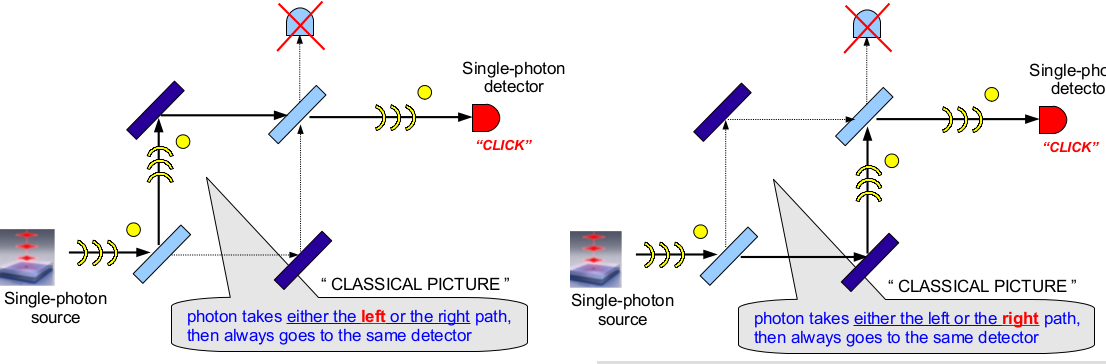 Single-photon
detector
“CLICK”
Single-photon
source
“ CLASSICAL PICTURE ”
photon takes either the left or the right path,
then always goes to the same detector
Single-pho
detecto
“CLICK”
Single-photon
source
“ CLASSICAL PICTURE ”
photon takes either the left or the right path,
then always goes to the same detector